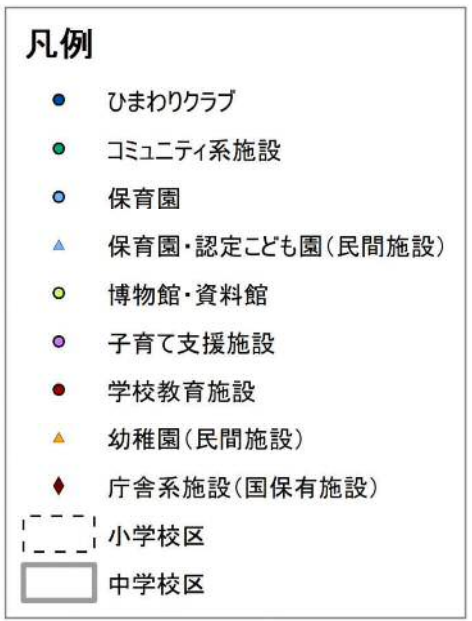 凡例
ひまわりクラブ
コミュニティ系施設
保育園
保育園・認定こども園(民間施設)
博物館・資料館
子育て支援施設
学校教育施設
幼稚園(民間施設)
庁舎系施設(国保有施設)
小学校区
中学校区